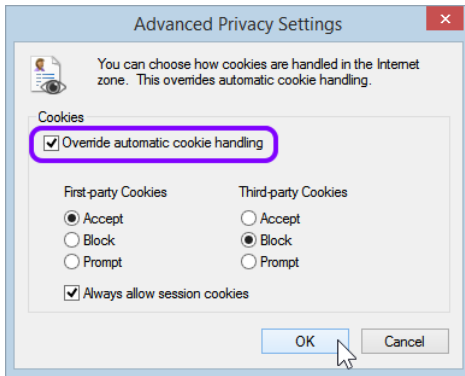 Advanced Privacy Settings
You can choose how cookies are handled in the Internet
zone. This overrides automatic cookie handling.
Cookies
Override automatic cookie handling
First-party Cookies
Third-party Cookies
Accept
Accept
Block
Block
Prompt
Prompt
Always allow session cookies
OK
Cancel